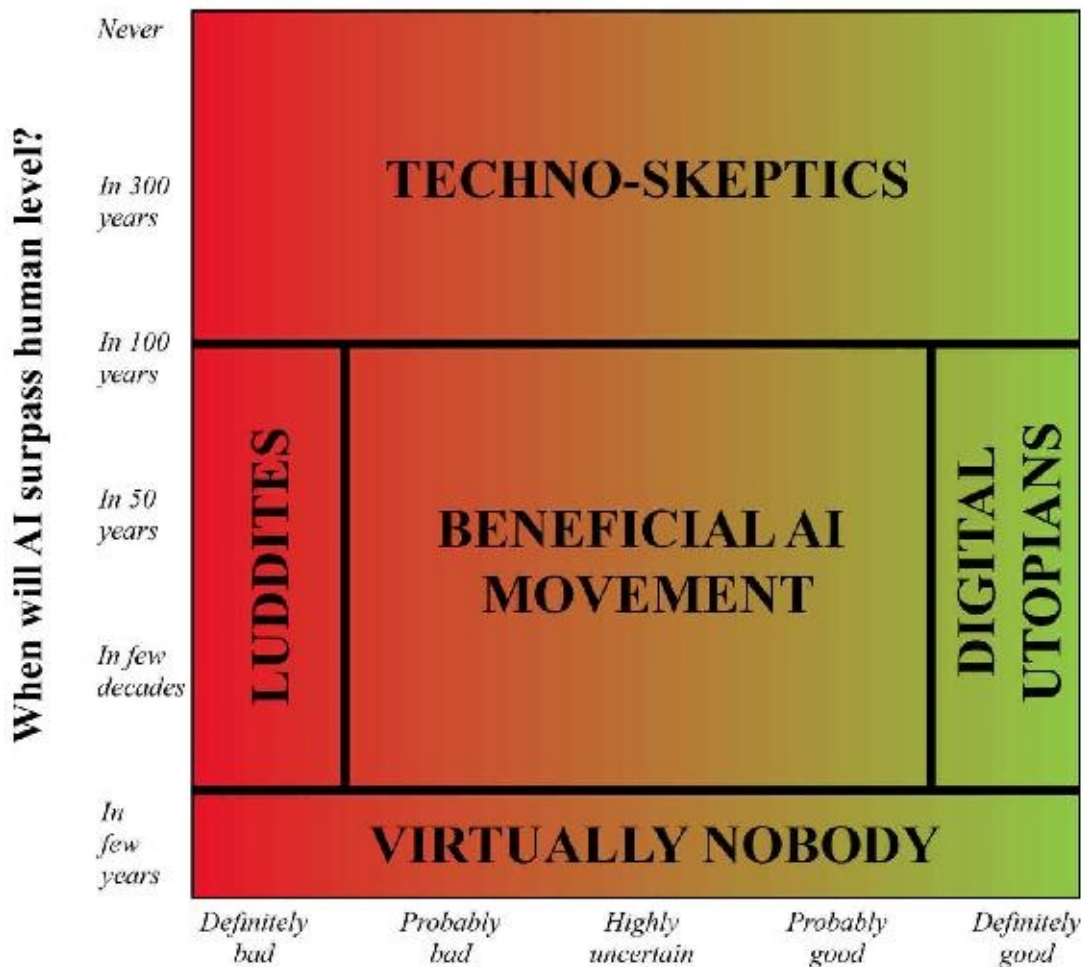 When will AI surpass human level?
Never
In 300
years
In 100
years
In 50
years
In few
decades
In
few
years
TECHNO-SKEPTICS
LUDDITES
BENEFICIAL AI
MOVEMENT
DIGITAL
UTOPIANS
VIRTUALLY NOBODY
Definitely
bad
Probably
bad
Highly
uncertain
Probably
good
Definitely
good